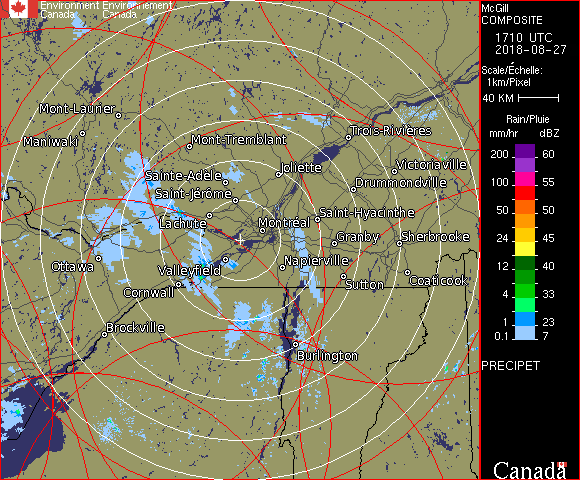 Environment Environnement
Canada Canada
McGill
COMPOSITE
1710 UTC
2018-08-27
Scale/Échelle:
1km/Pixel
40 KM
Rain/Pluie
mm/hr dBZ
200 60
100 55
50 50
24 45
12 40
4 33
1 23
0.1 7
PRECIPET
Mont-Laurier
Maniwaki
Mont-Tremblant
Trois-Rivières
Sainte-Adèle
Joliette
Victoriaville
Saint-Jérôme
Drummondville
Lachute
Montréal
Saint-Hyacinthe
Granby
Sherbrooke
Ottawa
Valleyfield
Napierville
Cornwall
Sutton
Coaticook
Brockville
Burlington
Canada